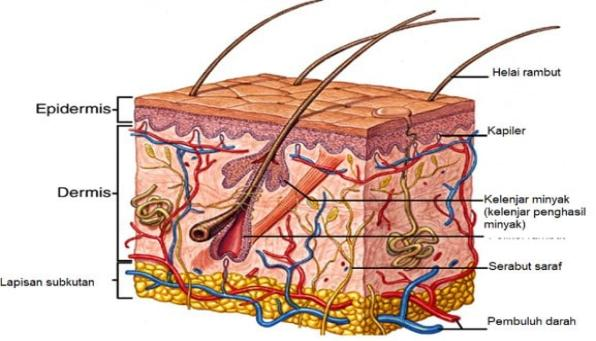 Helai rambut
Epidermis
Kapiler
Dermis
Kelenjar minyak
(kelenjar penghasil
minyak)
Serabut saraf
Lapisan subkutan
Pembuluh darah